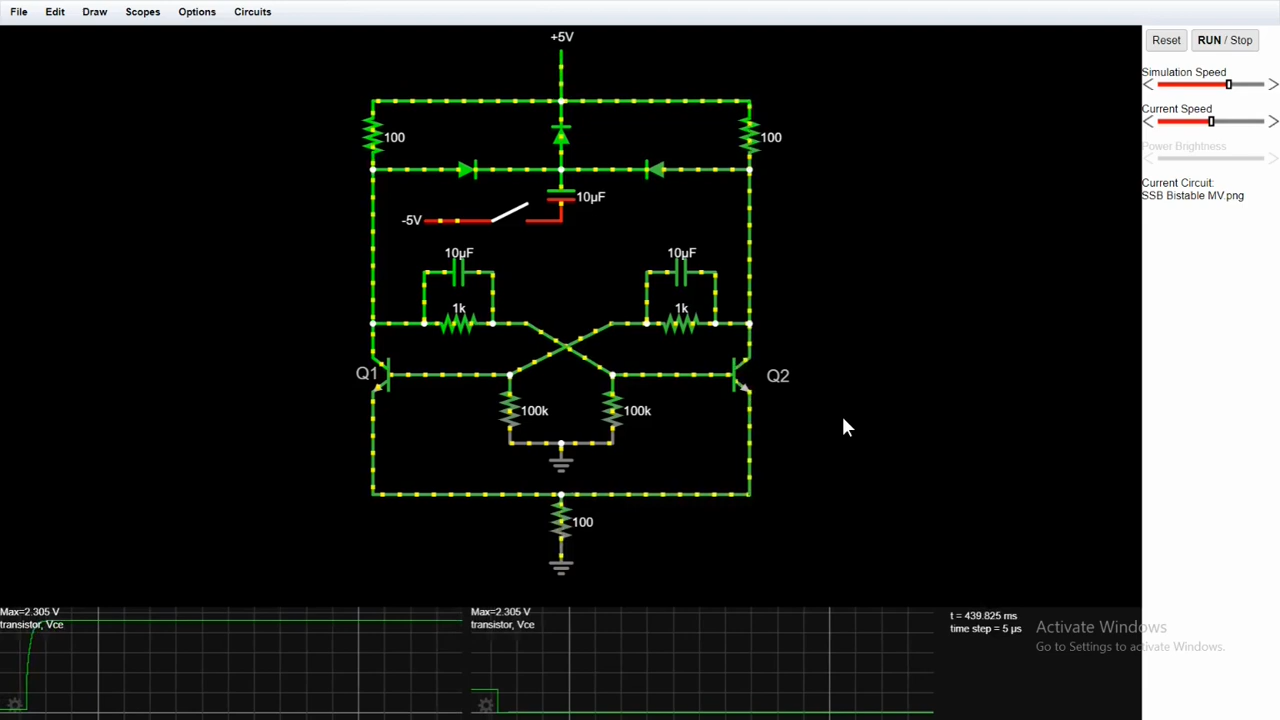 File Edit Draw Scopes Options Circuits
Reset RUN / Stop
Simulation Speed
Current Speed
Power Brightness
Current Circuit:
SSB Bistable MV.png
+5V
100
100
10µF
-5V
10µF
10µF
1k
1k
Q1
Q2
100k
100k
100
Max=2.305 V
transistor, Vce
Max=2.305 V
transistor, Vce
t = 439.825 ms
time step = 5 µs
Activate Windows
Go to Settings to activate Windows.